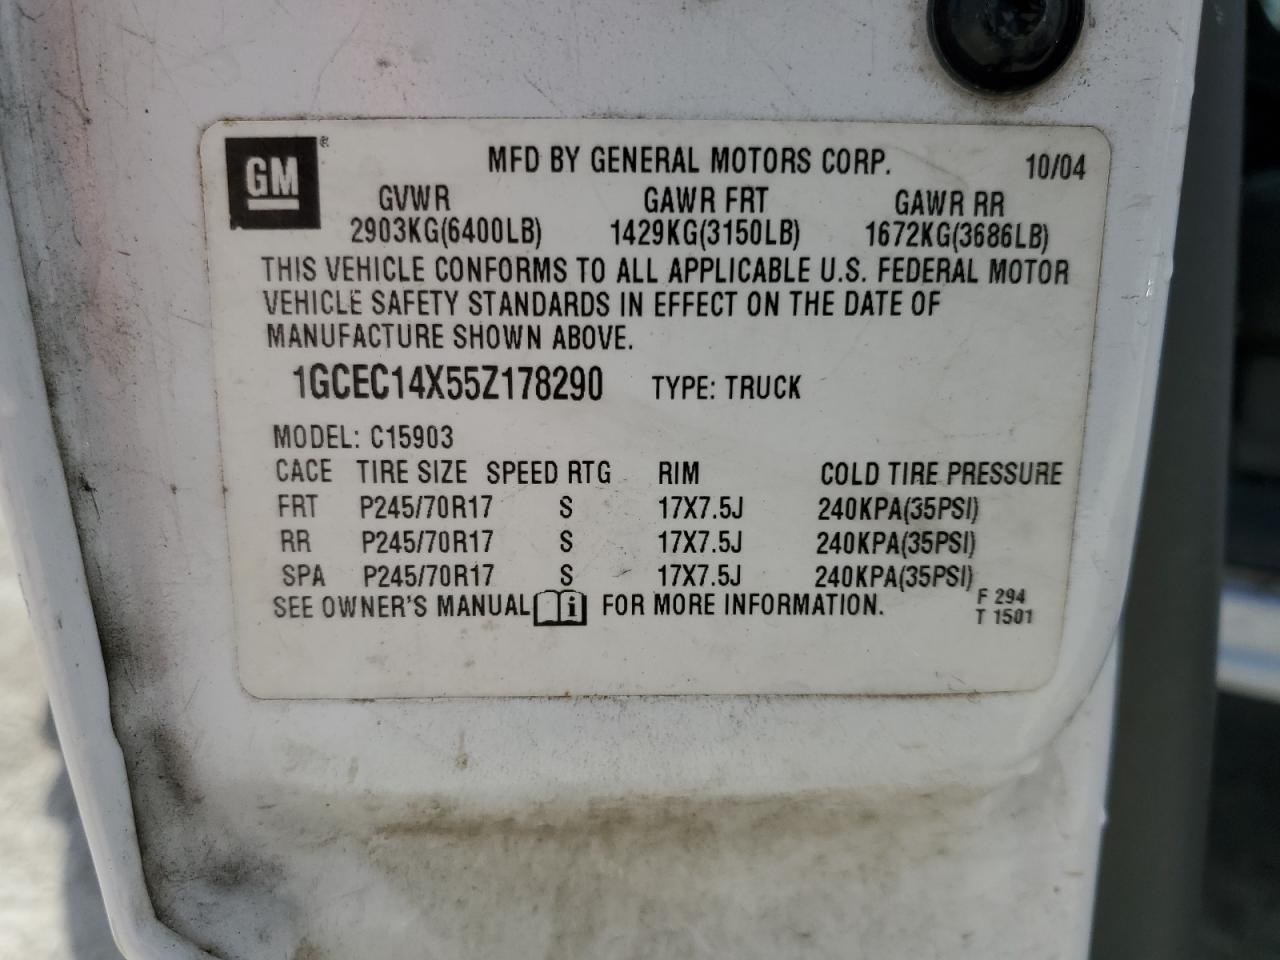 GM ®
MFD BY GENERAL MOTORS CORP. 10/04
GVWR GAWR FRT GAWR RR
2903KG(6400LB) 1429KG(3150LB) 1672KG(3686LB)
THIS VEHICLE CONFORMS TO ALL APPLICABLE U.S. FEDERAL MOTOR
VEHICLE SAFETY STANDARDS IN EFFECT ON THE DATE OF
MANUFACTURE SHOWN ABOVE.
1GCEC14X55Z178290 TYPE: TRUCK
MODEL: C15903
CACE TIRE SIZE SPEED RTG RIM COLD TIRE PRESSURE
FRT P245/70R17 S 17X7.5J 240KPA(35PSI)
RR P245/70R17 S 17X7.5J 240KPA(35PSI)
SPA P245/70R17 S 17X7.5J 240KPA(35PSI)
SEE OWNER'S MANUAL i FOR MORE INFORMATION.
F 294
T 1501